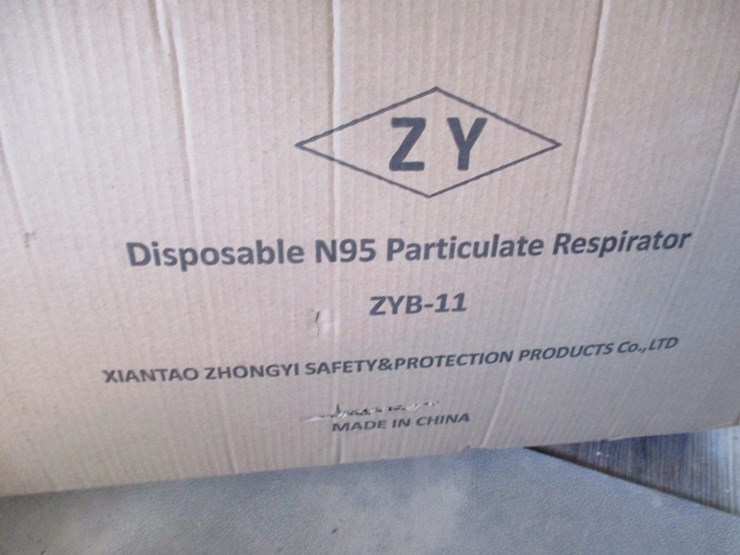 ZY
Disposable N95 Particulate Respirator
ZYB-11
XIANTAO ZHONGYI SAFETY&PROTECTION PRODUCTS Co.,LTD
MADE IN CHINA